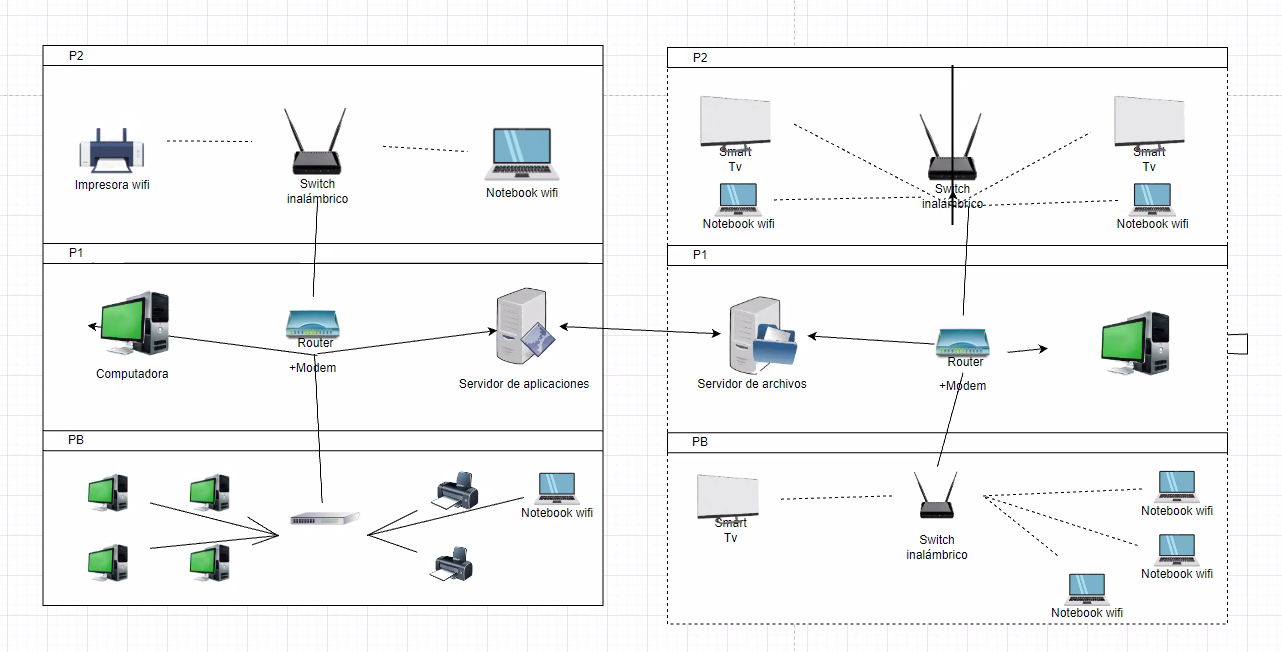 P2
Impresora wifi
Switch
inalámbrico
Notebook wifi
P1
Computadora
Router
+Modem
Servidor de aplicaciones
PB
Notebook wifi
P2
Smart
Tv
Notebook wifi
Switch
inalámbrico
Smart
Tv
Notebook wifi
P1
Servidor de archivos
Router
+Modem
PB
Smart
Tv
Switch
inalámbrico
Notebook wifi
Notebook wifi
Notebook wifi